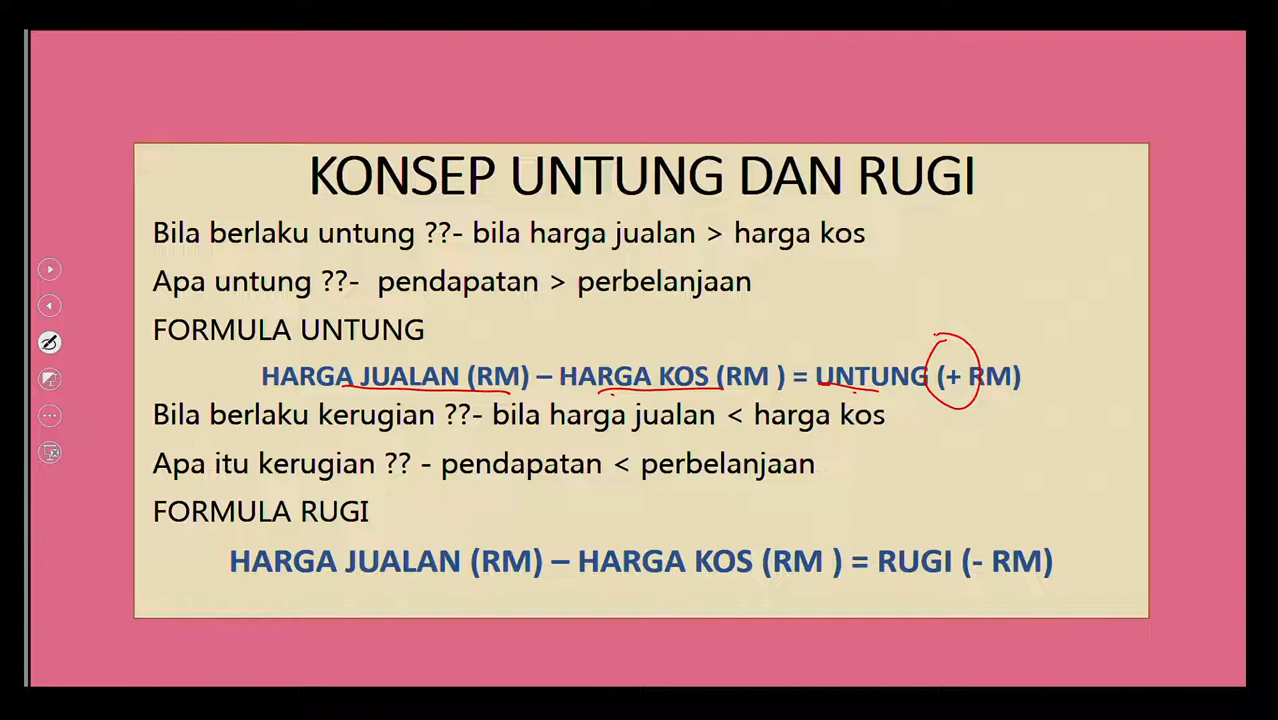 KONSEP UNTUNG DAN RUGI
Bila berlaku untung ??- bila harga jualan > harga kos
Apa untung ??- pendapatan > perbelanjaan
FORMULA UNTUNG
HARGA JUALAN (RM) – HARGA KOS (RM ) = UNTUNG (+ RM)
Bila berlaku kerugian ??- bila harga jualan < harga kos
Apa itu kerugian ?? - pendapatan < perbelanjaan
FORMULA RUGI
HARGA JUALAN (RM) – HARGA KOS (RM ) = RUGI (- RM)